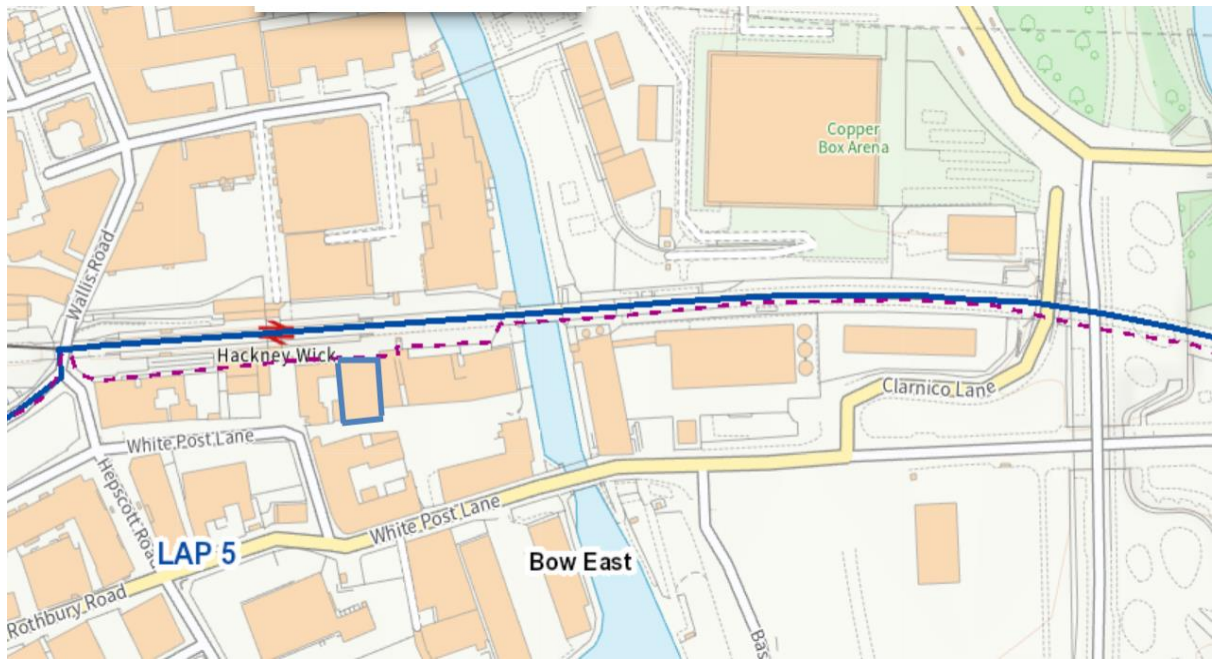 Copper
Box Arena
Wallis Road
Hackney Wick
Clarnico Lane
White Post Lane
Hepscott Road
White Post Lane
LAP 5
Bow East
Rothbury Road
Bas